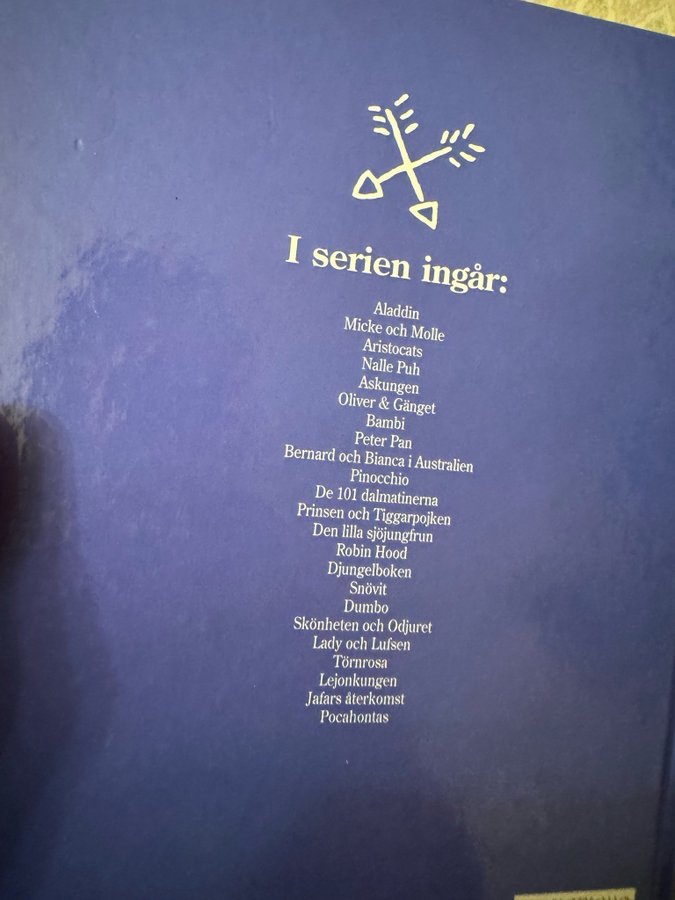 I serien ingår:
Aladdin
Micke och Molle
Aristocats
Nalle Puh
Askungen
Oliver & Gänget
Bambi
Peter Pan
Bernard och Bianca i Australien
Pinocchio
De 101 dalmatinerna
Prinsen och Tiggarpojken
Den lilla sjöjungfrun
Robin Hood
Djungelboken
Snövit
Dumbo
Skönheten och Odjuret
Lady och Lufsen
Törnrosa
Lejonkungen
Jafars återkomst
Pocahontas